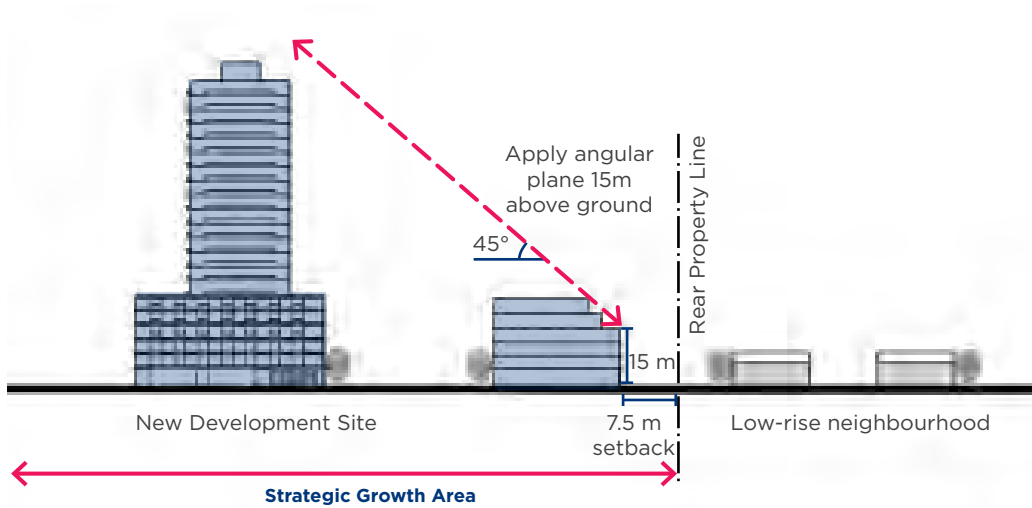 Apply angular
plane 15m
above ground
45°
Rear Property Line
15 m
New Development Site
7.5 m
setback
Low-rise neighbourhood
Strategic Growth Area